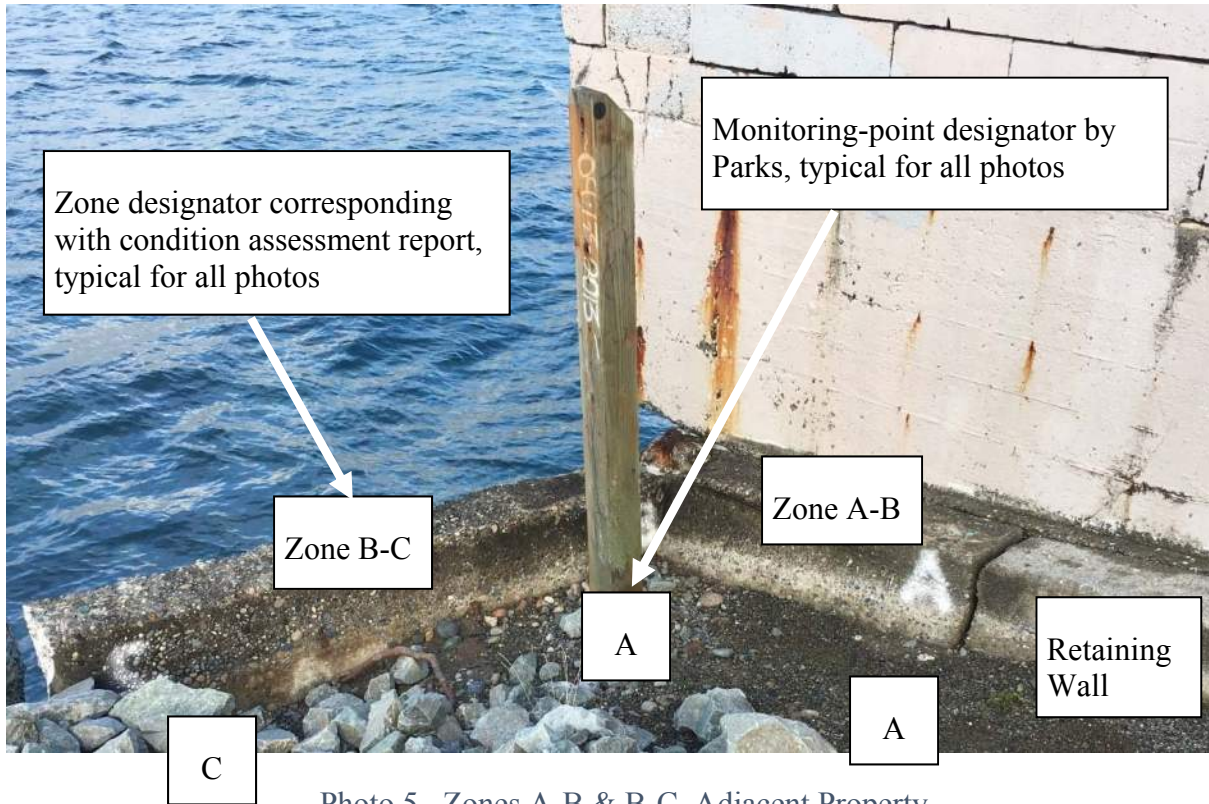 Monitoring-point designator by
Parks, typical for all photos
Zone designator corresponding
with condition assessment report,
typical for all photos
Zone A-B
Zone B-C
A
A
Retaining
Wall
A
C
C
Photo 5 - Zones A-B & B-C, Adjacent Property